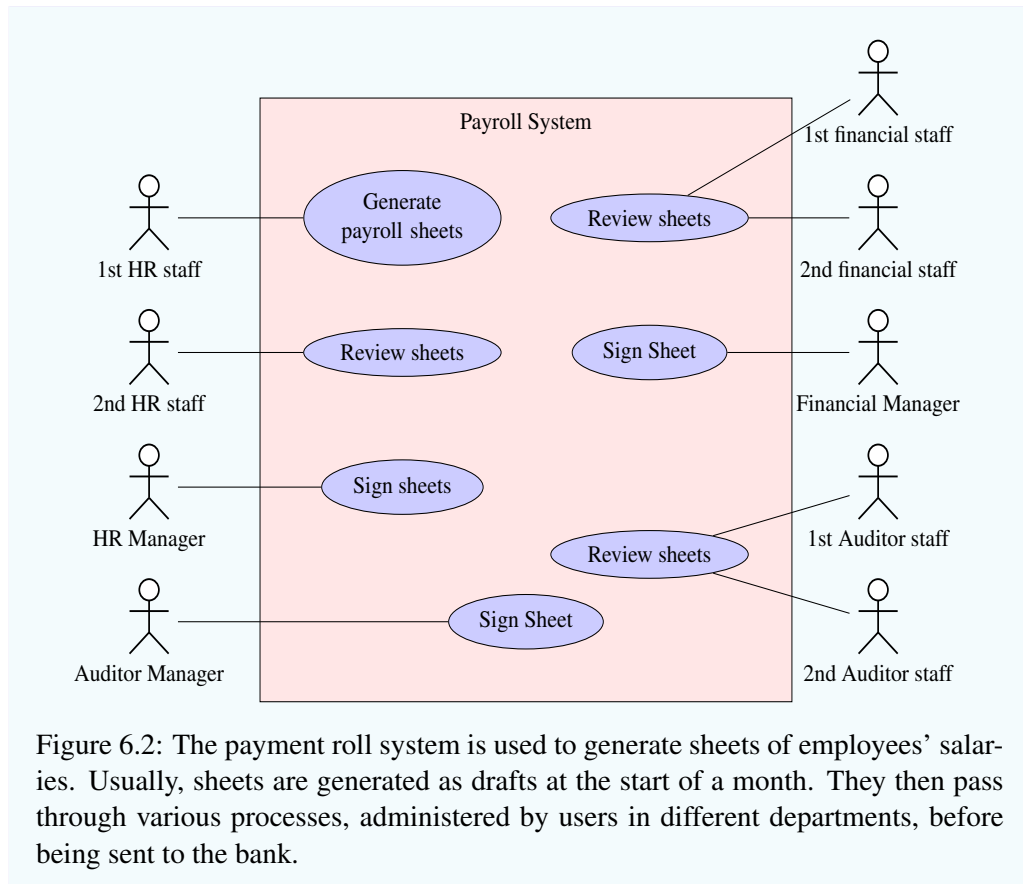 Payroll System
1st financial staff
Generate
payroll sheets
Review sheets
1st HR staff
2nd financial staff
Review sheets
Sign Sheet
2nd HR staff
Financial Manager
Sign sheets
HR Manager
1st Auditor staff
Review sheets
Sign Sheet
Auditor Manager
2nd Auditor staff
Figure 6.2: The payment roll system is used to generate sheets of employees’ salar-
ies. Usually, sheets are generated as drafts at the start of a month. They then pass
through various processes, administered by users in different departments, before
being sent to the bank.